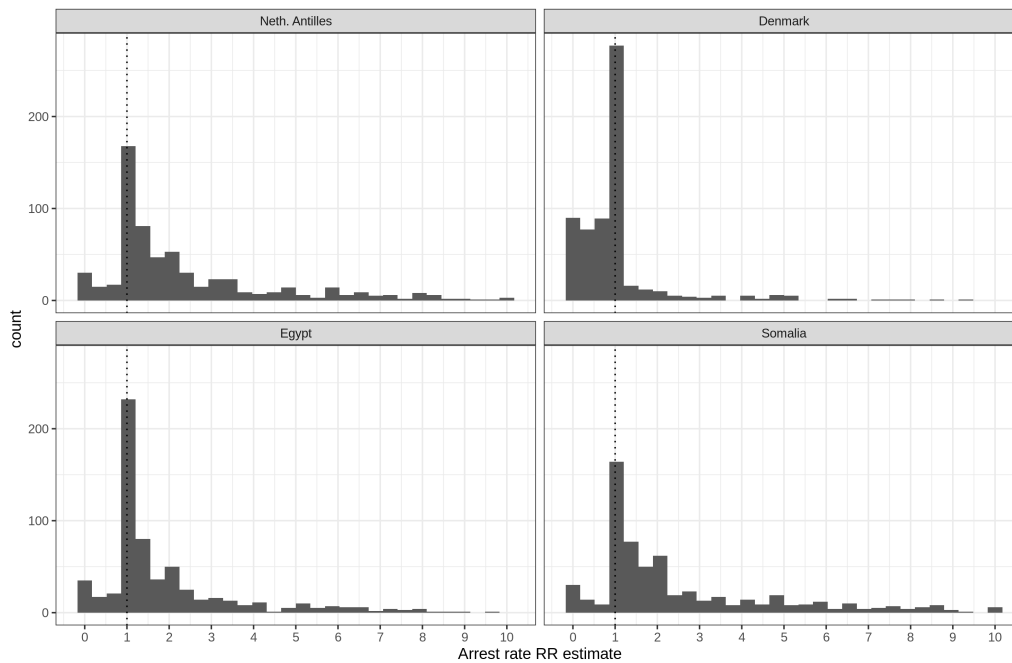 Neth. Antilles
Denmark
200
100
0
Egypt
Somalia
200
100
0
0 1 2 3 4 5 6 7 8 9 10
0 1 2 3 4 5 6 7 8 9 10
count
Arrest rate RR estimate